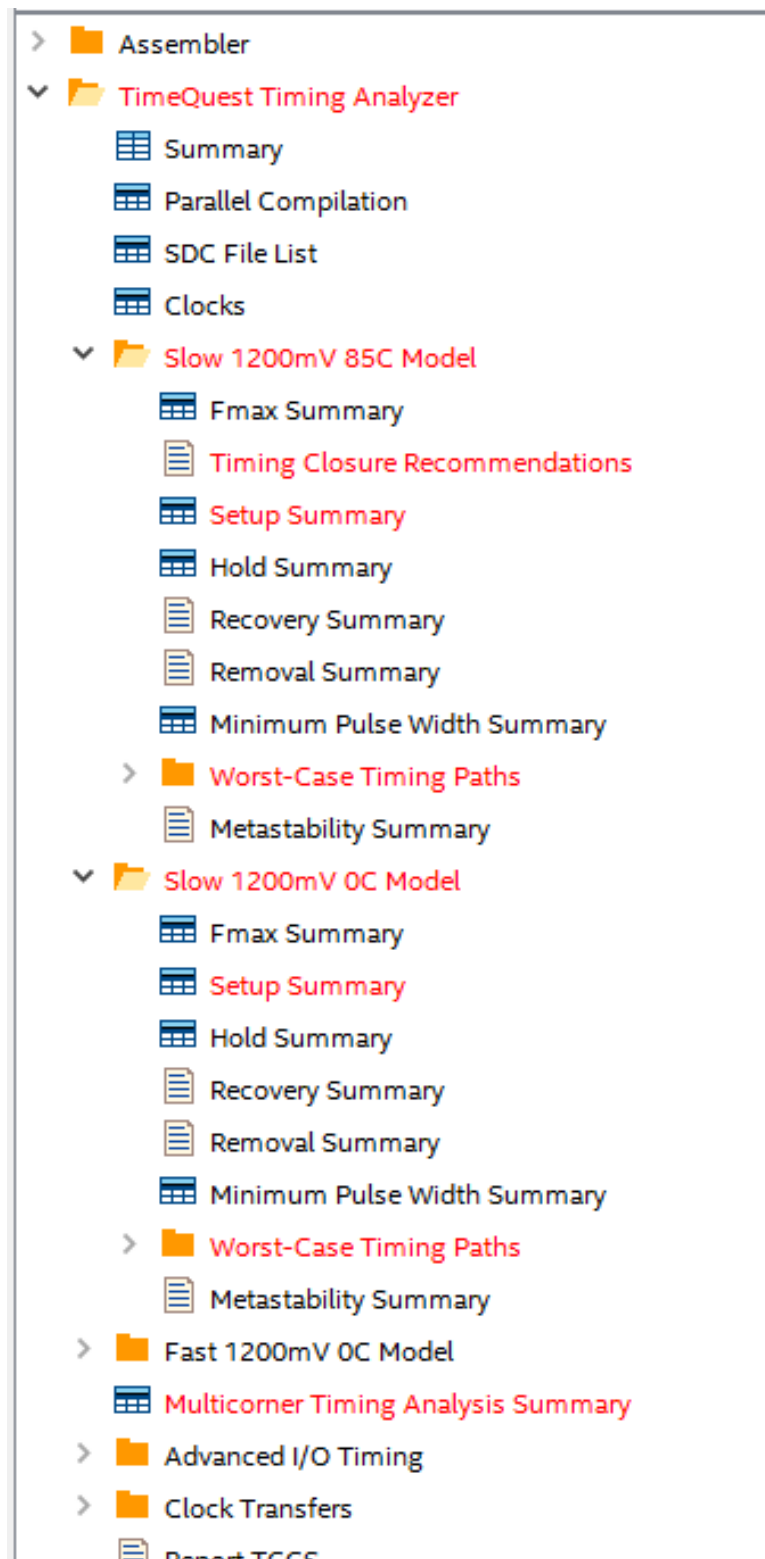 Assembler
TimeQuest Timing Analyzer
Summary
Parallel Compilation
SDC File List
Clocks
Slow 1200mV 85C Model
Fmax Summary
Timing Closure Recommendations
Setup Summary
Hold Summary
Recovery Summary
Removal Summary
Minimum Pulse Width Summary
Worst-Case Timing Paths
Metastability Summary
Slow 1200mV 0C Model
Fmax Summary
Setup Summary
Hold Summary
Recovery Summary
Removal Summary
Minimum Pulse Width Summary
Worst-Case Timing Paths
Metastability Summary
Fast 1200mV 0C Model
Multicorner Timing Analysis Summary
Advanced I/O Timing
Clock Transfers
Report TCCS